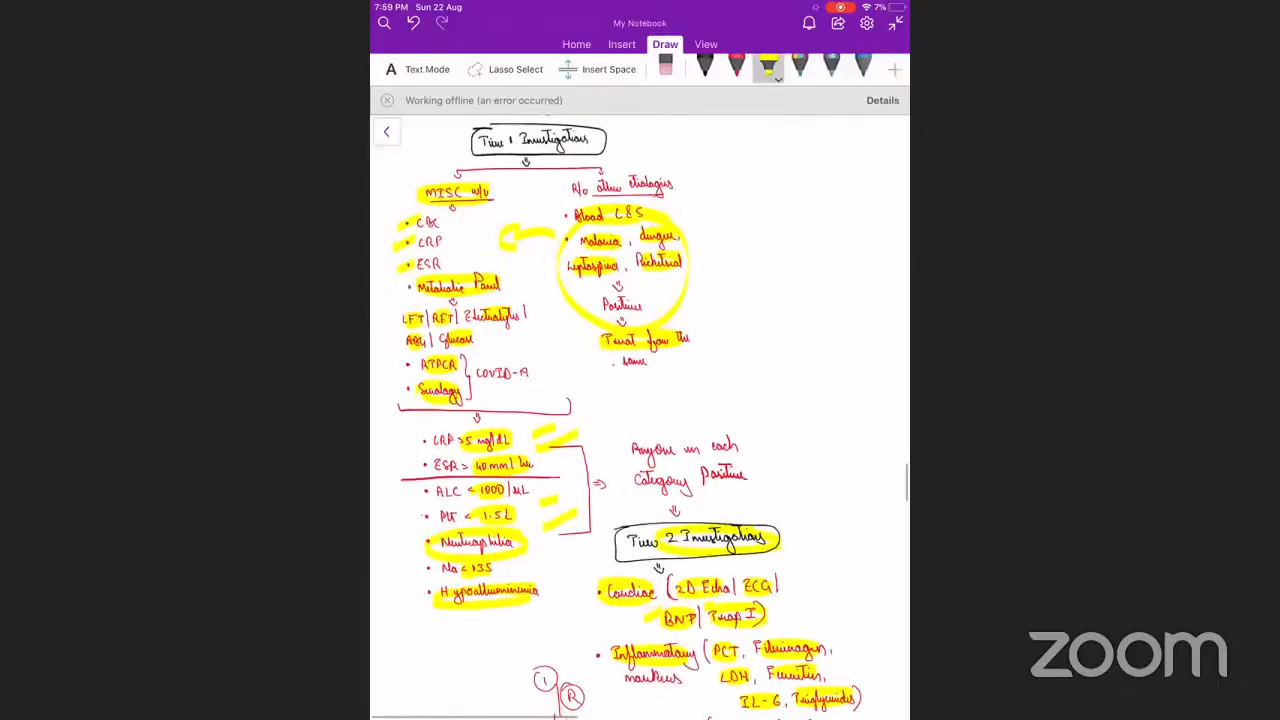 7:59 PM Sun 22 Aug
7%
My Notebook
Home Insert Draw View
A Text Mode Lasso Select Insert Space
Working offline (an error occurred) Details
Tier 1 Investigations
MISC w/u
• CBC
• CRP
• ESR
• Metabolic Panel
LFT | RFT | Electrolytes |
ABG | Glucose
• RTPCR
• Serology
COVID-19
R/o other etiologies
• Blood C&S
• Malaria, dengue,
Leptospira, Ricketsial
Positive
Treat for the
same
• CRP > 5 mg/dL
• ESR > 40 mm/hr
• ALC < 1000/μL
• Plt < 1.5L
• Neutrophilia
• Na < 135
• Hypoalbuminemia
Anyone in each
Category Positive
Tier 2 Investigations
• Cardiac (2D Echo | ECG |
BNP | Trop I)
• Inflammatory (PCT, Fibrinogen,
markers LDH, Ferritin,
IL-6, Triglycerides)
1
R
zoom